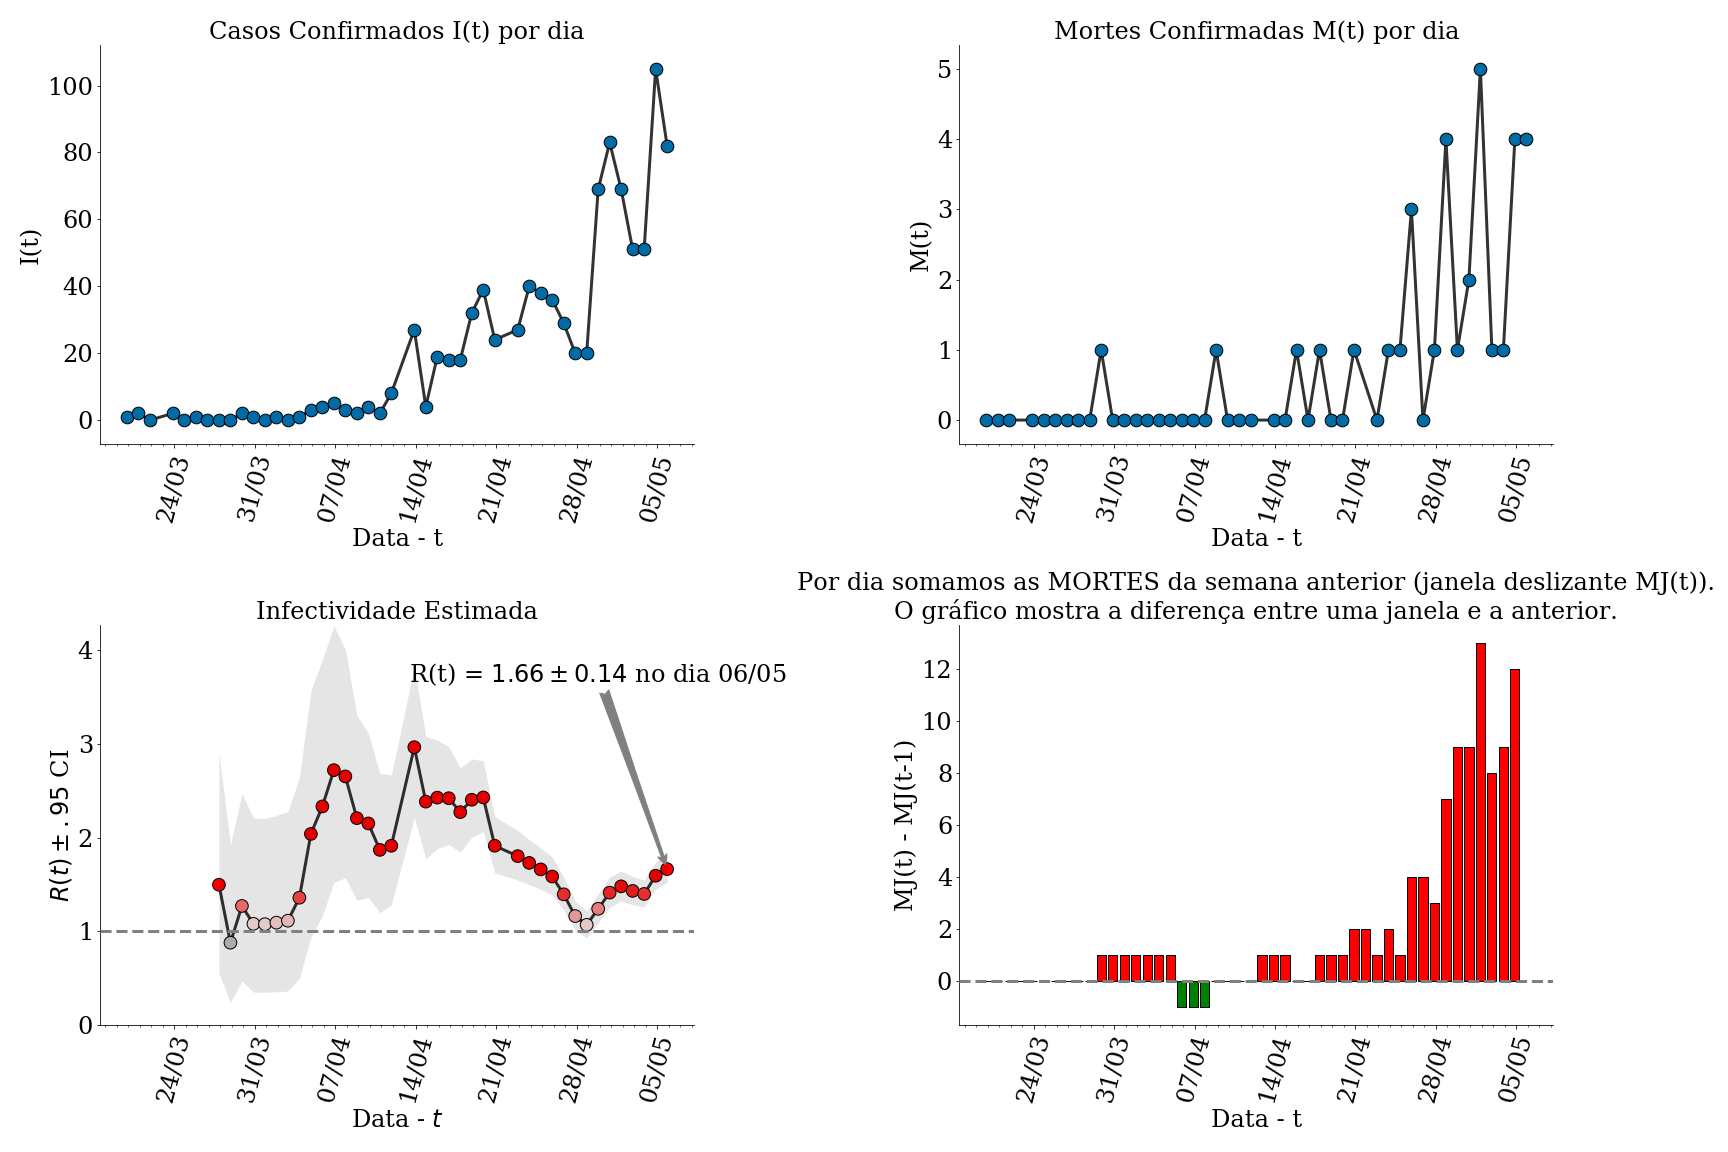 Casos Confirmados I(t) por dia
I(t)
100
80
60
40
20
0
24/03 31/03 07/04 14/04 21/04 28/04 05/05
Data - t
Mortes Confirmadas M(t) por dia
M(t)
5
4
3
2
1
0
24/03 31/03 07/04 14/04 21/04 28/04 05/05
Data - t
Infectividade Estimada
R(t) = 1.66 ± 0.14 no dia 06/05
R(t) ± .95 CI
4
3
2
1
0
24/03 31/03 07/04 14/04 21/04 28/04 05/05
Data - t
Por dia somamos as MORTES da semana anterior (janela deslizante MJ(t)).
O gráfico mostra a diferença entre uma janela e a anterior.
MJ(t) - MJ(t-1)
12
10
8
6
4
2
0
24/03 31/03 07/04 14/04 21/04 28/04 05/05
Data - t